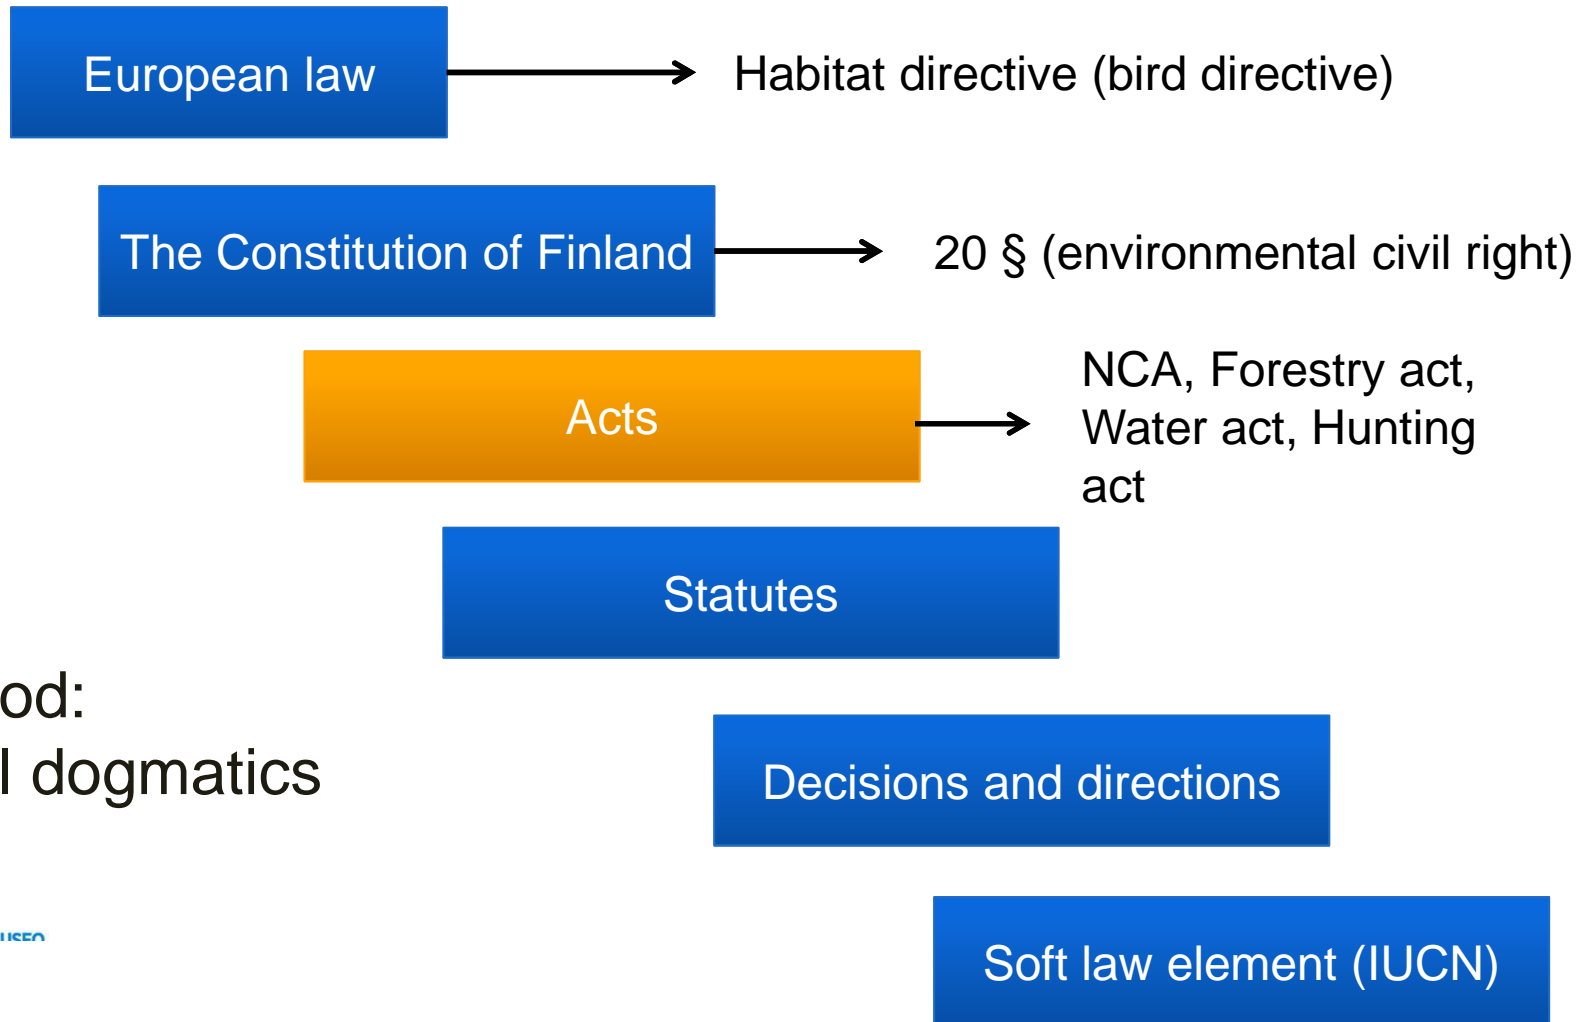 European law
Habitat directive (bird directive)
The Constitution of Finland
20 § (environmental civil right)
Acts
NCA, Forestry act,
Water act, Hunting
act
Statutes
od:
l dogmatics
Decisions and directions
Soft law element (IUCN)